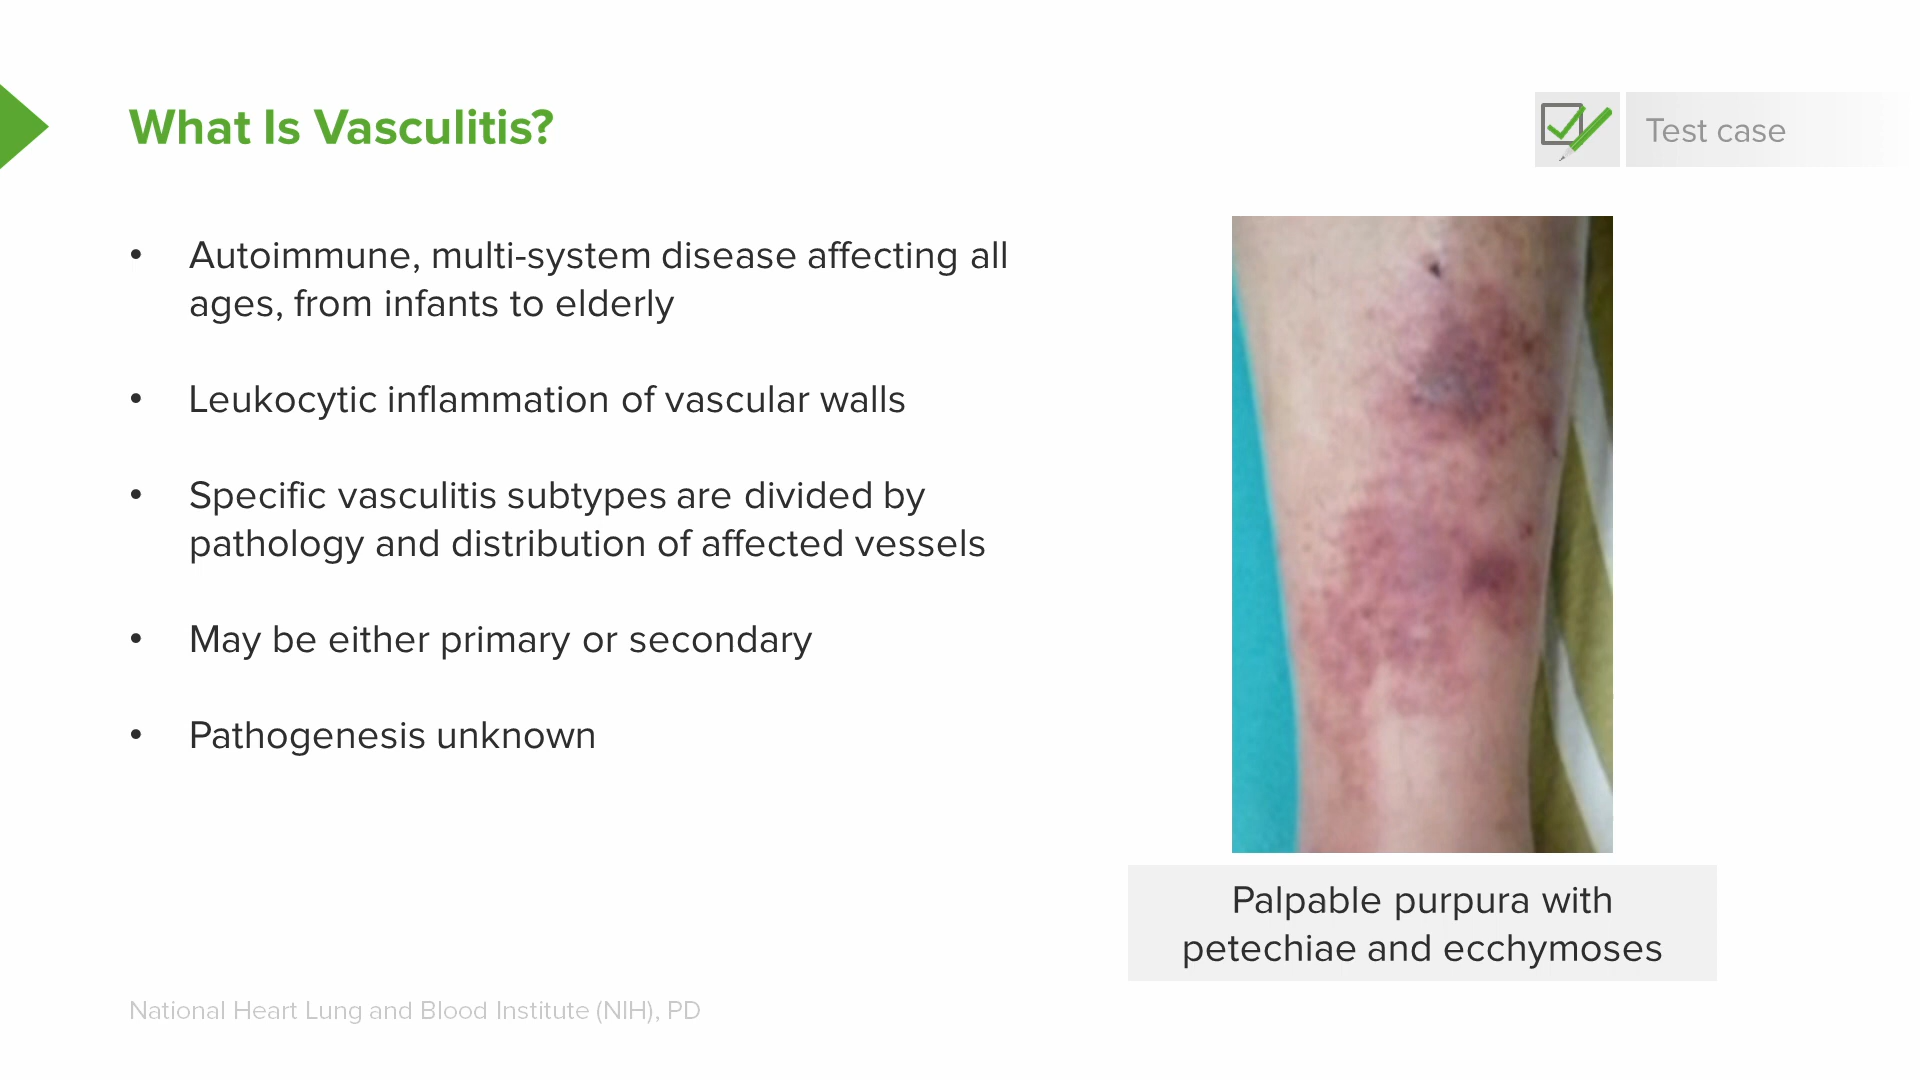 What Is Vasculitis?
Test case
• Autoimmune, multi-system disease affecting all
ages, from infants to elderly
• Leukocytic inflammation of vascular walls
• Specific vasculitis subtypes are divided by
pathology and distribution of affected vessels
• May be either primary or secondary
• Pathogenesis unknown
Palpable purpura with
petechiae and ecchymoses
National Heart Lung and Blood Institute (NIH), PD